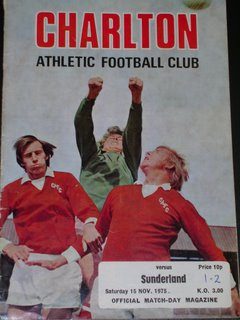 CHARLTON
ATHLETIC FOOTBALL CLUB
versus
Price 10p
Sunderland
1-2
Saturday 15 NOV. 1975.
K.O. 3.00
OFFICIAL MATCH-DAY MAGAZINE